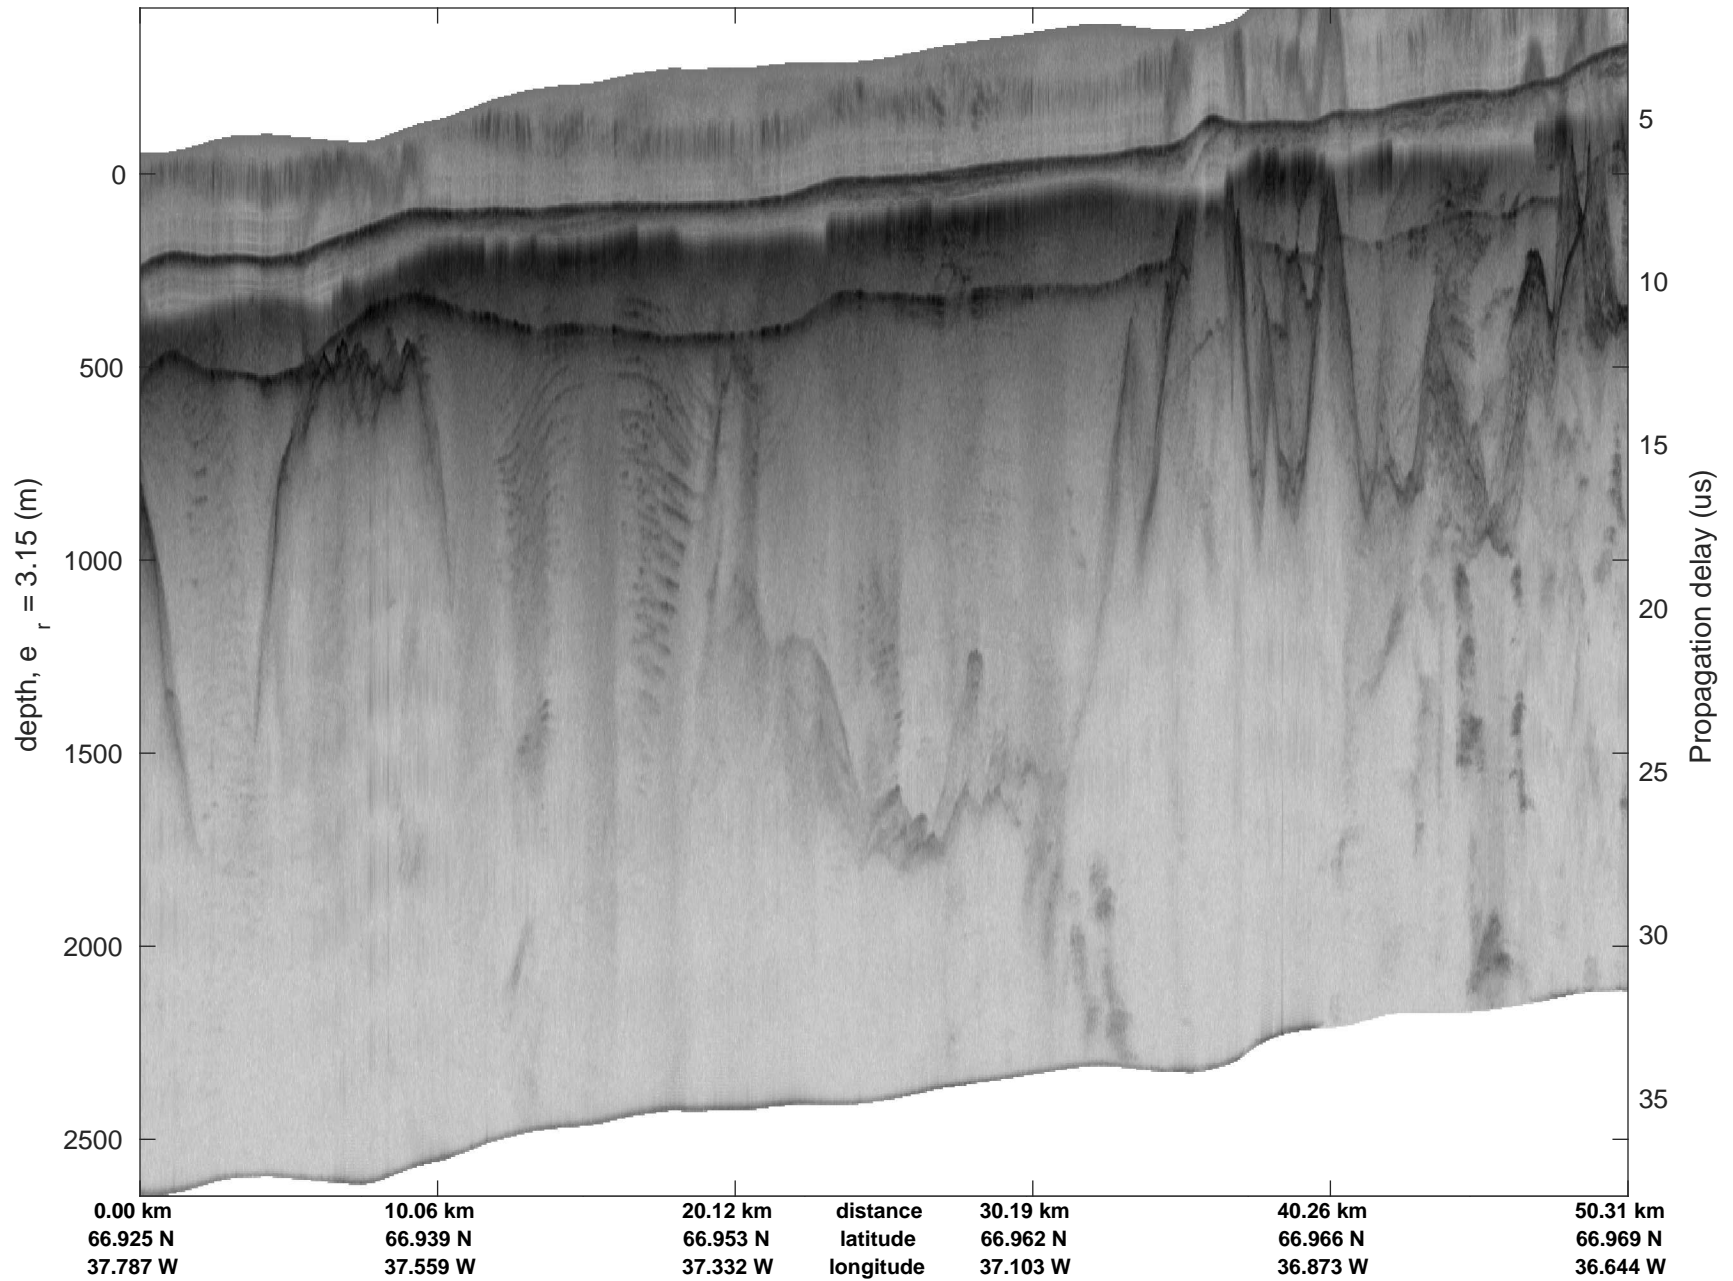 depth, e r = 3.15 (m)
0
500
1000
1500
2000
2500
5
10
15
20
25
30
35
Propagation delay (us)
0.00 km 10.06 km 20.12 km distance 30.19 km 40.26 km 50.31 km
66.925 N 66.939 N 66.953 N latitude 66.962 N 66.966 N 66.969 N
37.787 W 37.559 W 37.332 W longitude 37.103 W 36.873 W 36.644 W